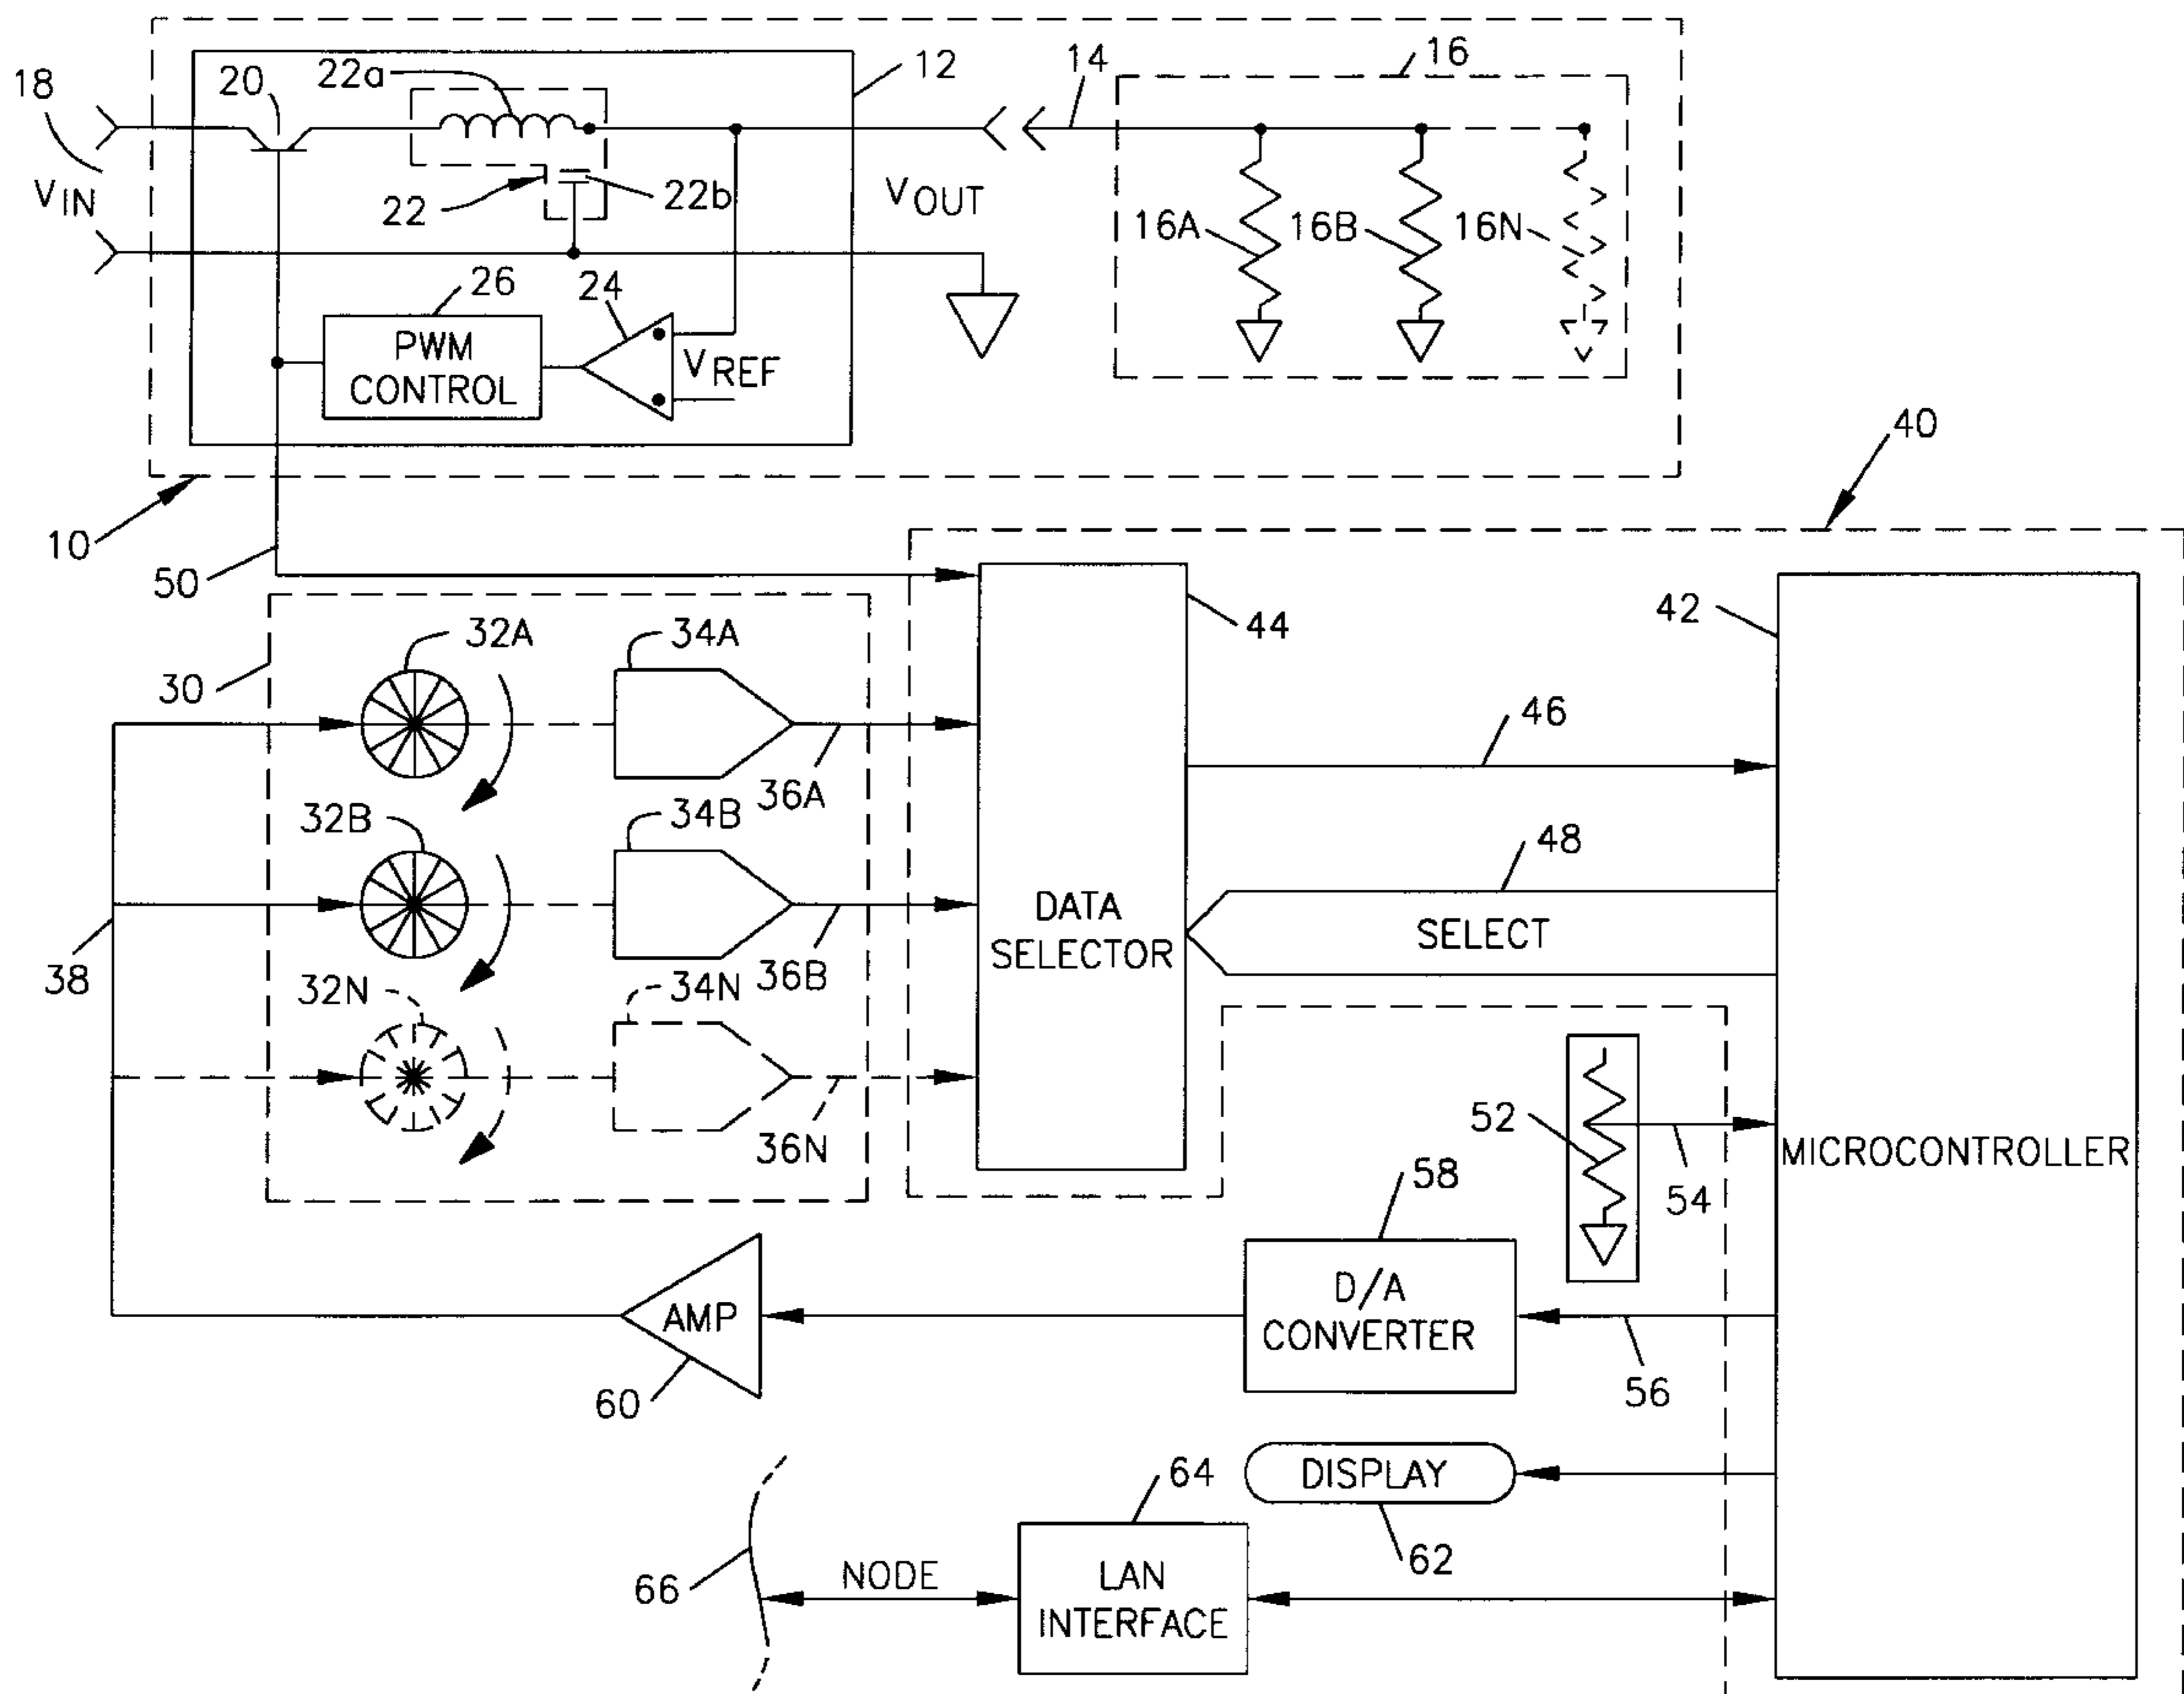 16
14
12
22a
20
18
VIN
22
22b
VOUT
16A
16B
16N
26
24
PWM
CONTROL
VREF
10
40
50
44
42
32A
34A
30
36A
46
32B
34B
48
DATA
SELECTOR
SELECT
38
36B
32N
34N
36N
52
54
MICROCONTROLLER
58
D/A
CONVERTER
AMP
60
56
DISPLAY
62
64
LAN
INTERFACE
NODE
66